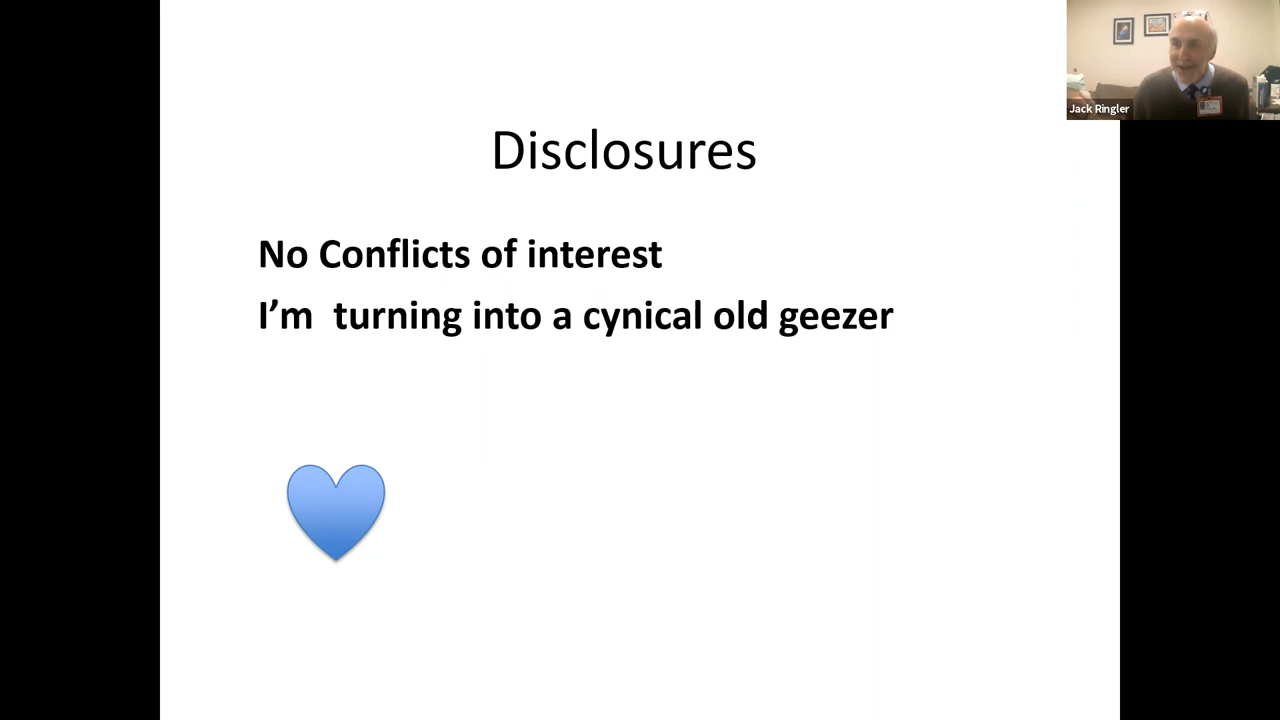 Jack Ringler
Disclosures
No Conflicts of interest
I'm  turning into a cynical old geezer